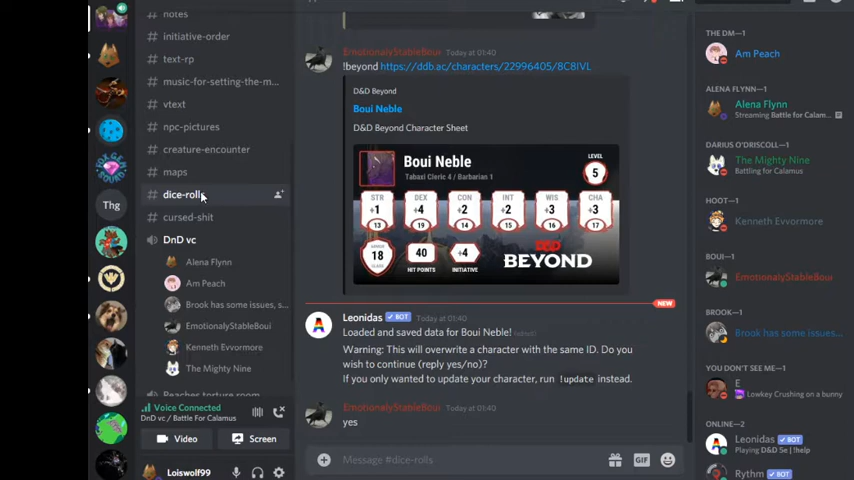 notes
initiative-order
text-rp
music-for-setting-the-m...
vtext
npc-pictures
creature-encounter
maps
dice-rolls
cursed-shit
DnD vc
Alena Flynn
Am Peach
Brook has some issues, s...
EmotionalyStableBoui
Kenneth Evvormore
The Mighty Nine
Peaches torture room
Voice Connected
DnD vc / Battle For Calamus
Video
Screen
Loiswolf99
Thg
EmotionalyStableBoui Today at 01:40
!beyond https://ddb.ac/characters/22996405/8C8IVL
D&D Beyond
Boui Neble
D&D Beyond Character Sheet
Boui Neble
Tabaxi Cleric 4 / Barbarian 1
LEVEL
5
STR DEX CON INT WIS CHA
+1 +4 +2 +2 +3 +3
13 19 14 15 16 17
ARMOR
18
CLASS
40
HIT POINTS
+4
INITIATIVE
D&D
BEYOND
NEW
Leonidas BOT Today at 01:40
Loaded and saved data for Boui Neble! (edited)
Warning: This will overwrite a character with the same ID. Do you
wish to continue (reply yes/no)?
If you only wanted to update your character, run !update instead.
EmotionalyStableBoui Today at 01:40
yes
Message #dice-rolls
GIF
THE DM—1
Am Peach
ALENA FLYNN—1
Alena Flynn
Streaming Battle for Calamus
DARIUS O'DRISCOLL—1
The Mighty Nine
Battling for Calamus
HOOT—1
Kenneth Evvormore
BOUI—1
EmotionalyStableBoui
BROOK—1
Brook has some issues...
YOU DON'T SEE ME—1
E
Lowkey Crushing on a bunny
ONLINE—2
Leonidas BOT
Playing D&D 5e | !help
Rythm BOT